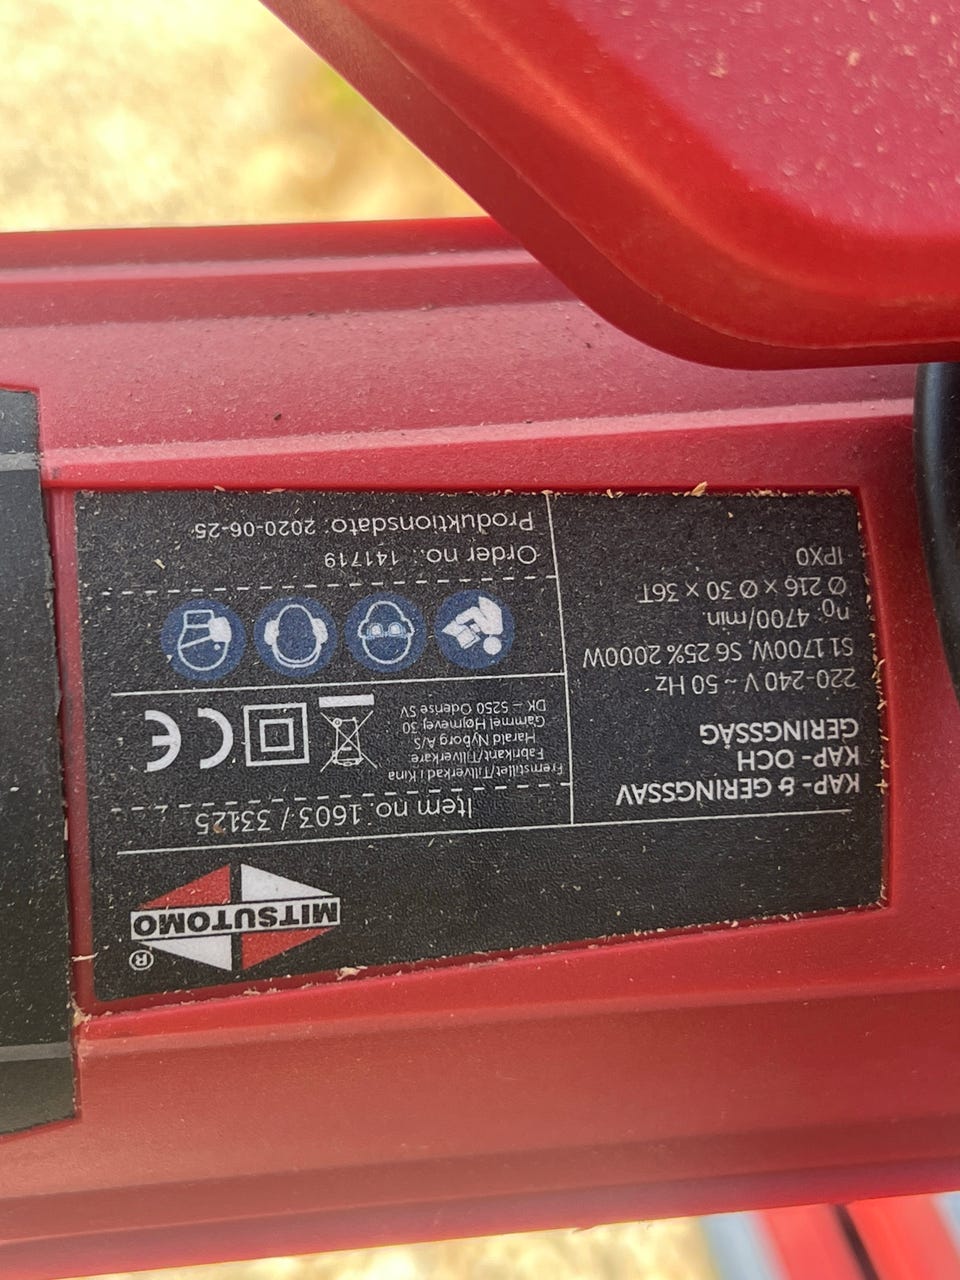 MITSUTOMO
®
KAP- & GERINGSSAV
KAP- OCH
GERINGSSÅG
220-240 V ~ 50 Hz
S1 1700W, S6 25% 2000W
no: 4700/min.
Ø 216 x Ø 30 x 36T
IPX0
Item no. 1603 / 33125
Fremstillet/Tillverkad i Kina
Fabrikant/Tillverkare
Harald Nyborg A/S
Gammel Højmevej 30
DK – 5250 Odense SV
CE
Order no.: 141719
Produktionsdato: 2020-06-25